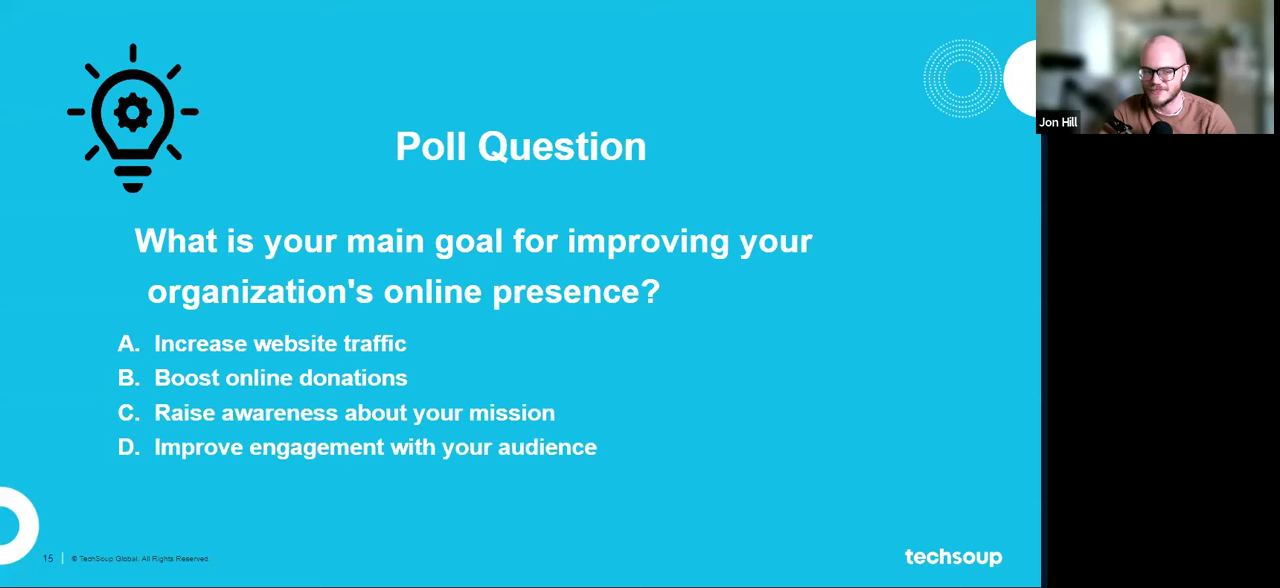 Jon Hill
Poll Question
What is your main goal for improving your
organization's online presence?
A. Increase website traffic
B. Boost online donations
C. Raise awareness about your mission
D. Improve engagement with your audience
15 | © TechSoup Global. All Rights Reserved.
techsoup